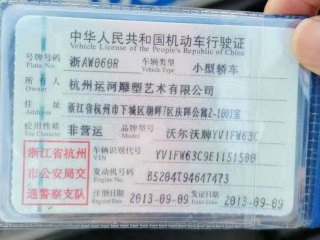 中华人民共和国机动车行驶证
Vehicle License of the People's Republic of China
号牌号码 浙AW069R 车辆类型 小型轿车
Plate No. Vehicle Type
所有人 杭州运河雕塑艺术有限公司
Owner
住址 浙江省杭州市下城区朝晖7区庆晖公寓2-1001室
Address
使用性质 非营运 品牌型号 沃尔沃牌YV1FW63C
Use Character Model
浙江省杭州市公安局交通警察支队
车辆识别代号 YV1FW63C9E1151500
VIN
发动机号码 B5204T94647473
Engine No.
注册日期 2013-09-09 发证日期 2013-09-09
Register Date Issue Date